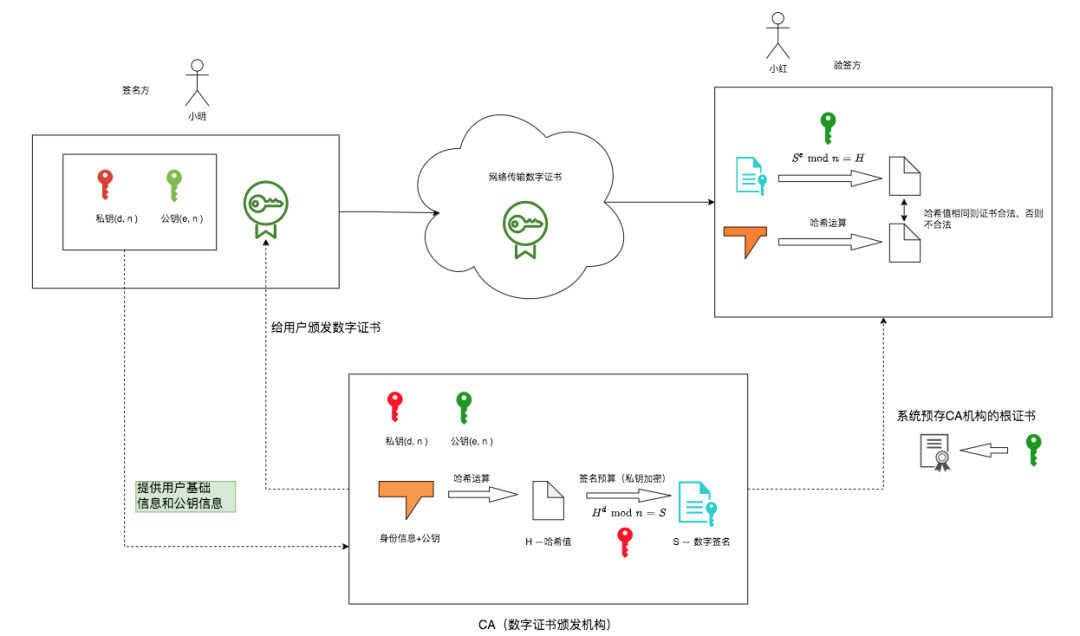 小红
验签方
签名方
小明
私钥(d, n )
公钥(e, n )
网络传输数字证书
S^e mod n = H
哈希运算
哈希值相同则证书合法，否则
不合法
给用户颁发数字证书
提供用户基础
信息和公钥信息
私钥(d, n )
公钥(e, n )
哈希运算
签名预算（私钥加密）
H^d mod n = S
身份信息+公钥
H —哈希值
S — 数字签名
系统预存CA机构的根证书
CA（数字证书颁发机构）